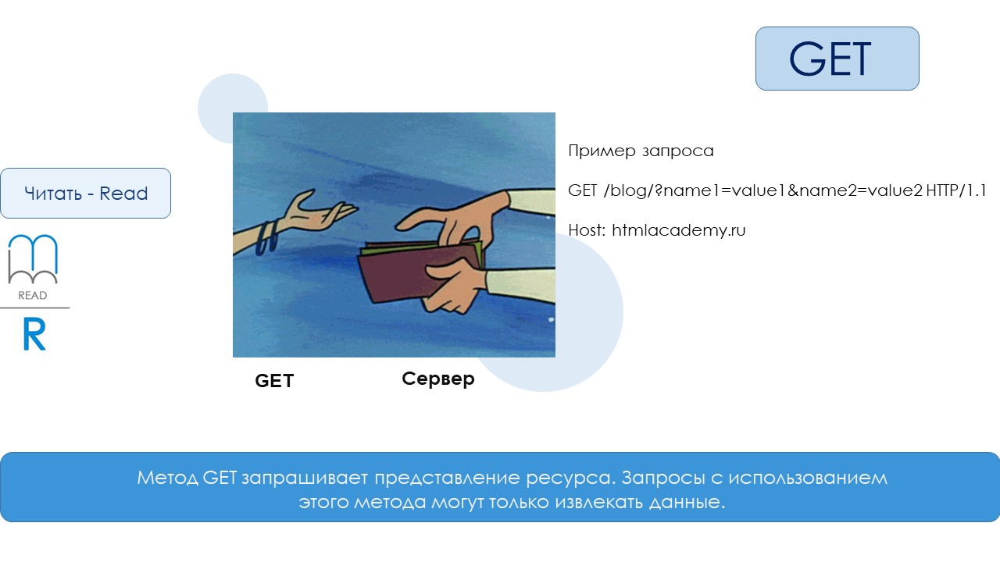 GET
Читать - Read
READ
R
Пример запроса
GET /blog/?name1=value1&name2=value2 HTTP/1.1
Host: htmlacademy.ru
GET
Сервер
Метод GET запрашивает представление ресурса. Запросы с использованием
этого метода могут только извлекать данные.